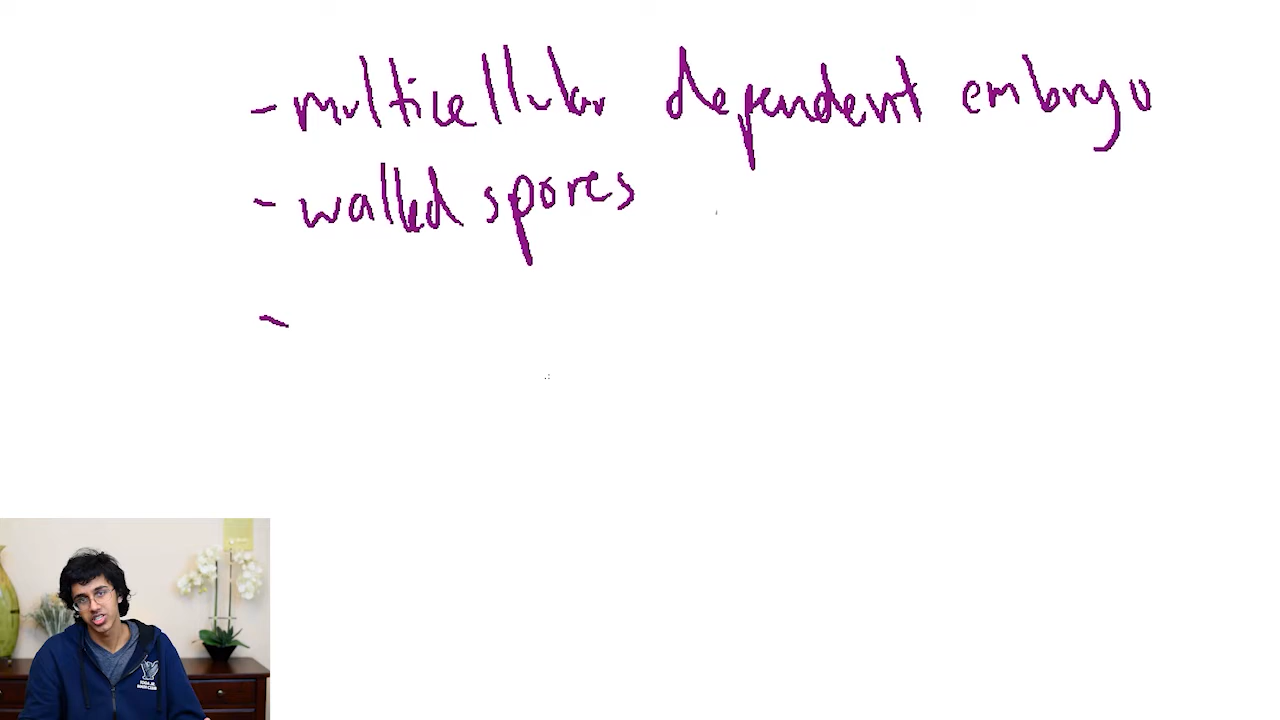 - multicellular dependent embryo
- walled spores
-